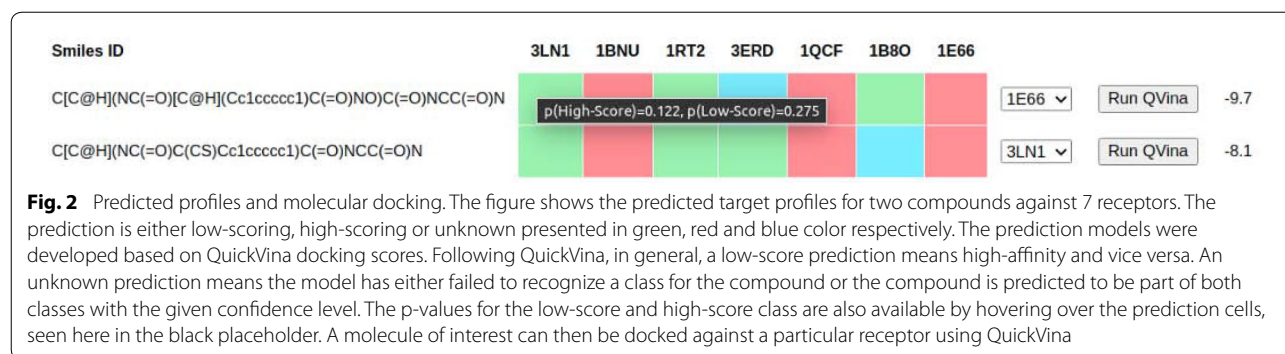 Smiles ID 3LN1 1BNU 1RT2 3ERD 1QCF 1B8O 1E66
C[C@H](NC(=O)[C@H](Cc1ccccc1)C(=O)NO)C(=O)NCC(=O)N 1E66 Run QVina -9.7
p(High-Score)=0.122, p(Low-Score)=0.275
C[C@H](NC(=O)C(CS)Cc1ccccc1)C(=O)NCC(=O)N 3LN1 Run QVina -8.1
Fig. 2 Predicted profiles and molecular docking. The figure shows the predicted target profiles for two compounds against 7 receptors. The
prediction is either low-scoring, high-scoring or unknown presented in green, red and blue color respectively. The prediction models were
developed based on QuickVina docking scores. Following QuickVina, in general, a low-score prediction means high-affinity and vice versa. An
unknown prediction means the model has either failed to recognize a class for the compound or the compound is predicted to be part of both
classes with the given confidence level. The p-values for the low-score and high-score class are also available by hovering over the prediction cells,
seen here in the black placeholder. A molecule of interest can then be docked against a particular receptor using QuickVina